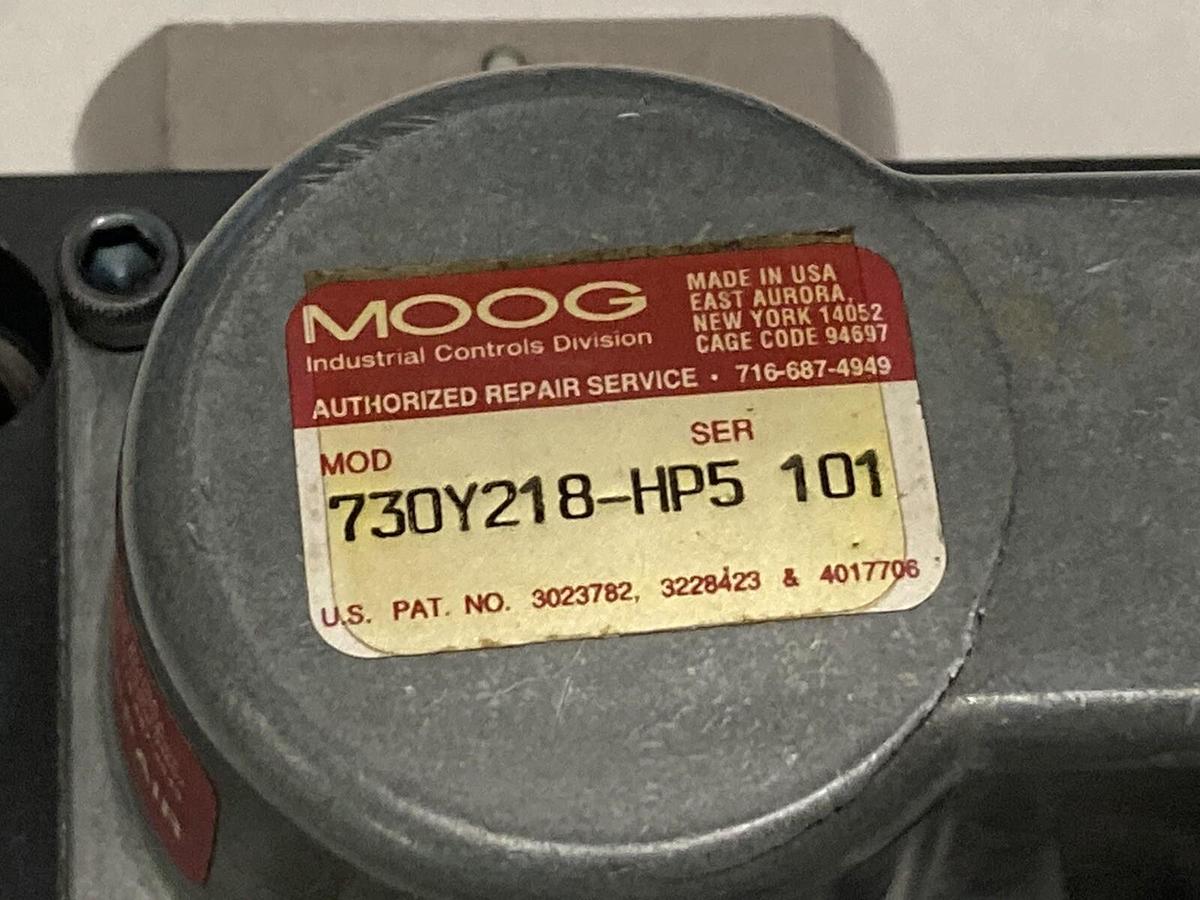 MOOG
Industrial Controls Division
MADE IN USA
EAST AURORA,
NEW YORK 14052
CAGE CODE 94697
AUTHORIZED REPAIR SERVICE · 716-687-4949
MOD SER
730Y218-HP5 101
U.S. PAT. NO. 3023782, 3228423 & 4017706